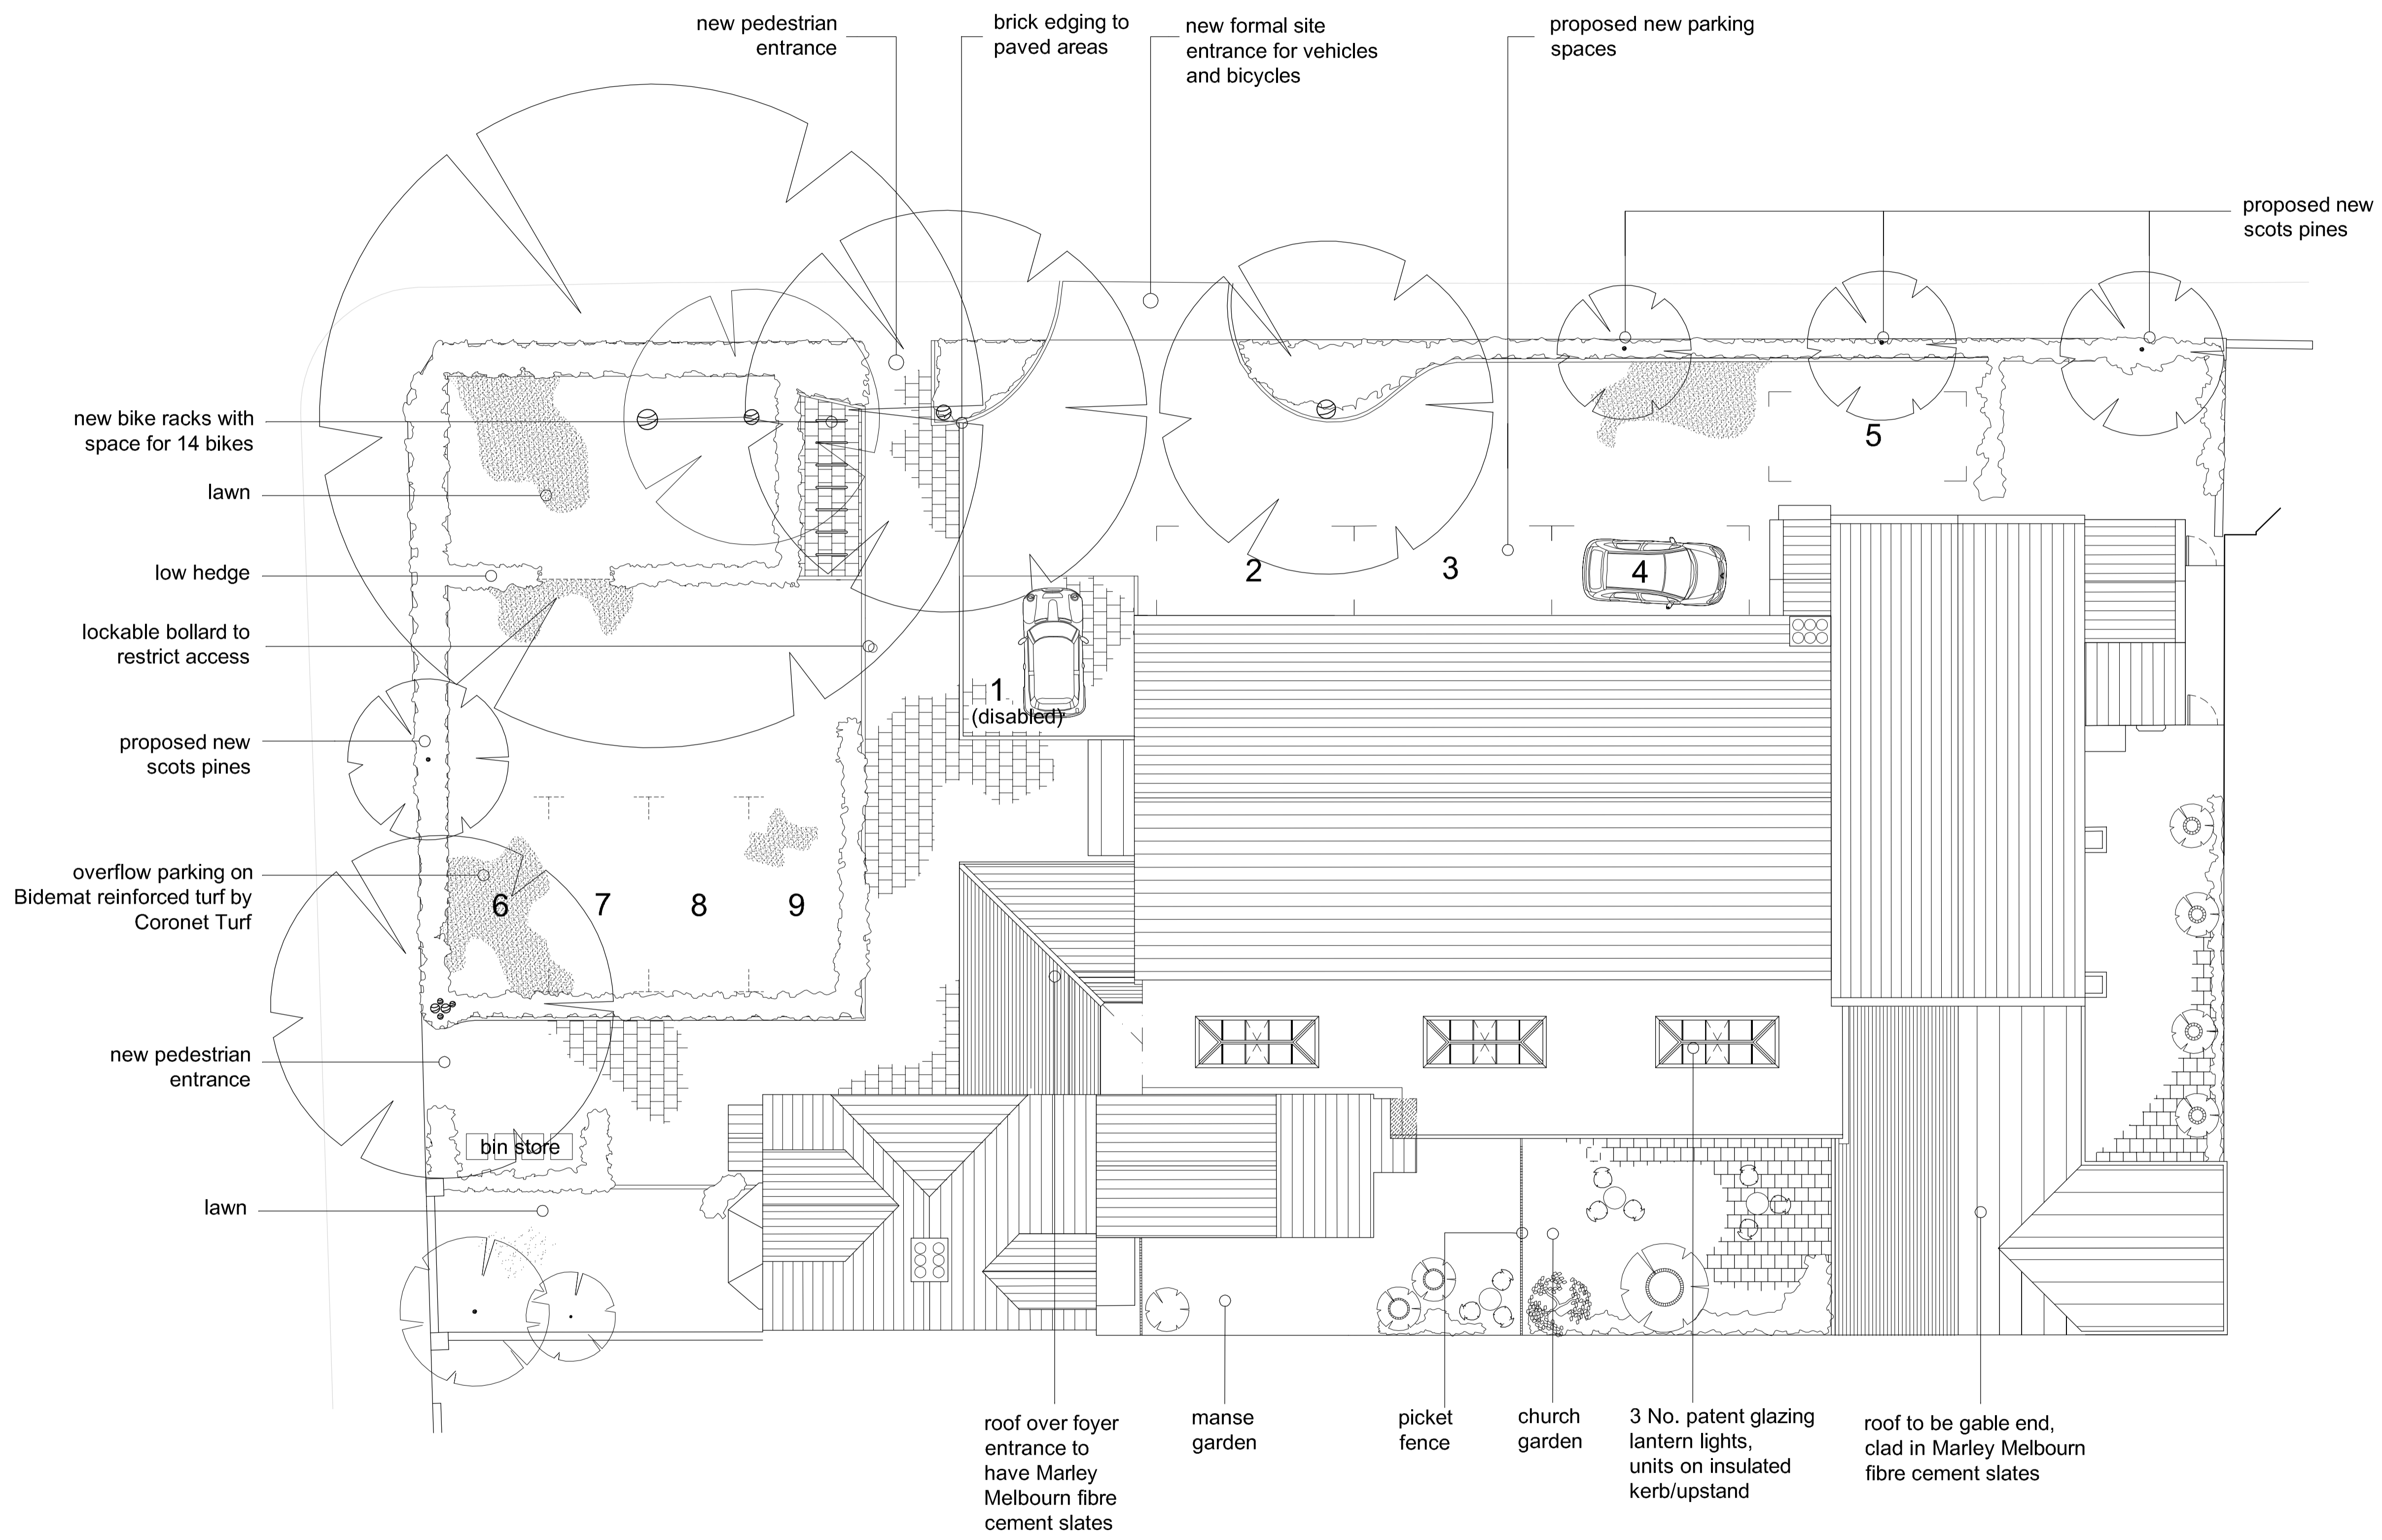 new pedestrian
entrance
brick edging to
paved areas
new formal site
entrance for vehicles
and bicycles
proposed new parking
spaces
proposed new
scots pines
new bike racks with
space for 14 bikes
lawn
low hedge
lockable bollard to
restrict access
proposed new
scots pines
overflow parking on
Bidemat reinforced turf by
Coronet Turf
new pedestrian
entrance
lawn
5
2
3
4
1
(disabled)
6
7
8
9
bin store
roof over foyer
entrance to
have Marley
Melbourn fibre
cement slates
manse
garden
picket
fence
church
garden
3 No. patent glazing
lantern lights,
units on insulated
kerb/upstand
roof to be gable end,
clad in Marley Melbourn
fibre cement slates